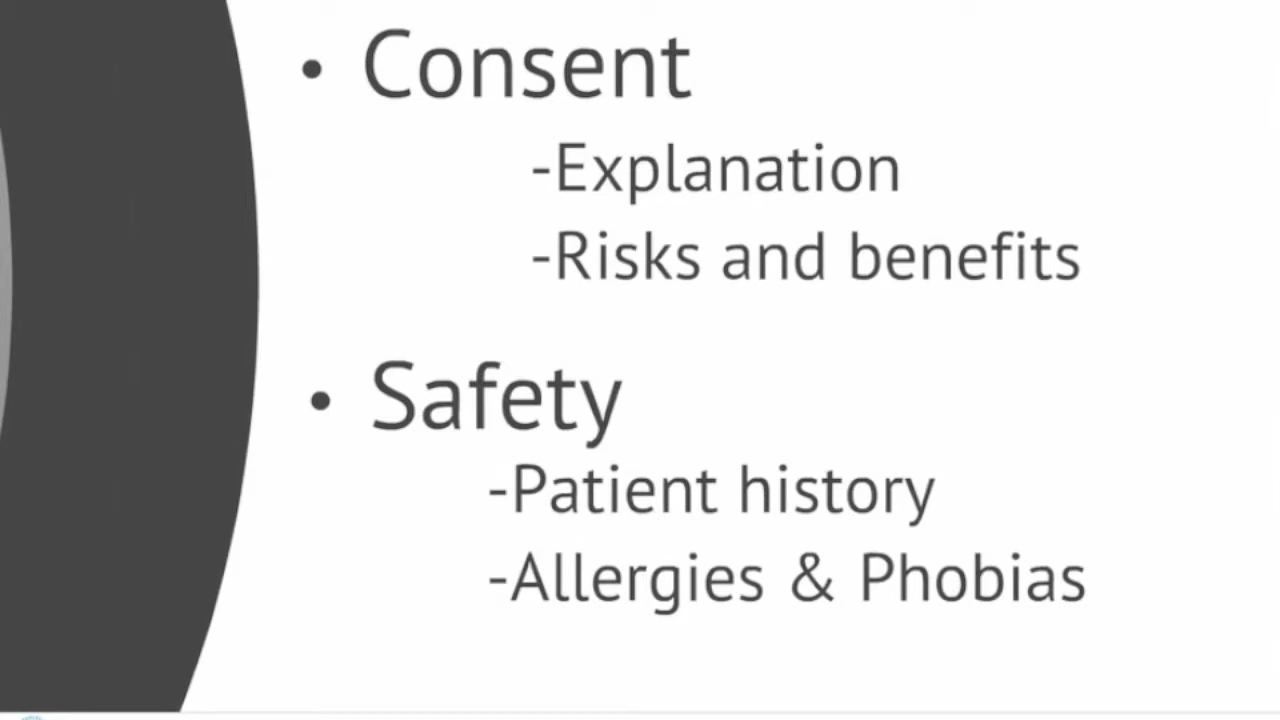 • Consent
-Explanation
-Risks and benefits
• Safety
-Patient history
-Allergies & Phobias